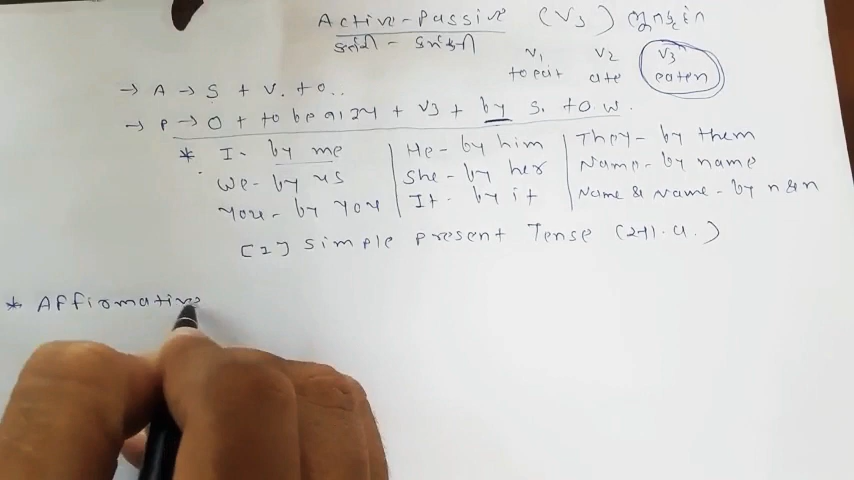 Active-Passive (V3) ભૂતકૃદંત
કર્તરી - કર્મણી
V1 V2 V3
to eat ate eaten
→ A → S + V. + O..
→ P → O + to be નારૂપ + V3 + by S. to O.W.
* I - by me He - by him They - by them
We - by us She - by her Name - by name
You - by you It - by it Name & Name - by n & n
[1] Simple Present Tense (સા.વ.)
* Affirmative